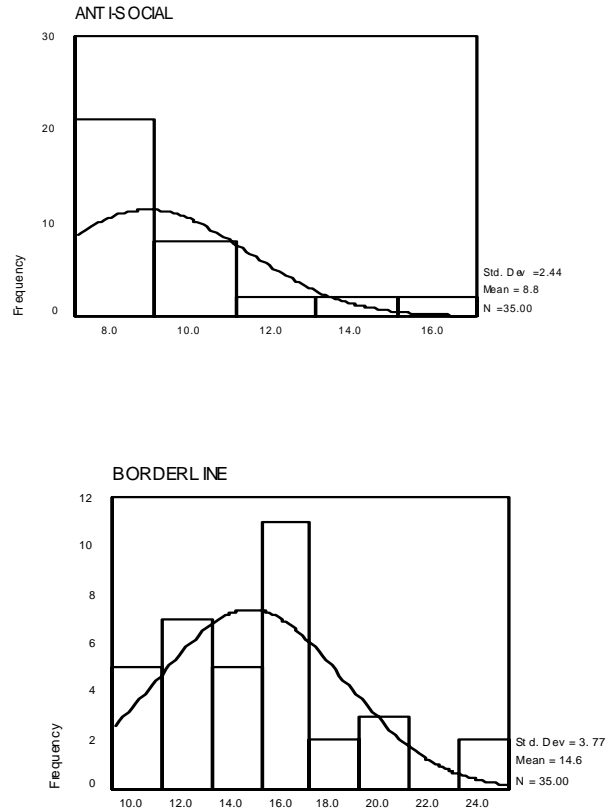 ANTI-SOCIAL
30
20
10
0
Frequency
8.0 10.0 12.0 14.0 16.0
Std. Dev =2.44
Mean = 8.8
N =35.00
BORDERLINE
12
10
8
6
4
2
0
Frequency
10.0 12.0 14.0 16.0 18.0 20.0 22.0 24.0
Std. Dev = 3.77
Mean = 14.6
N = 35.00